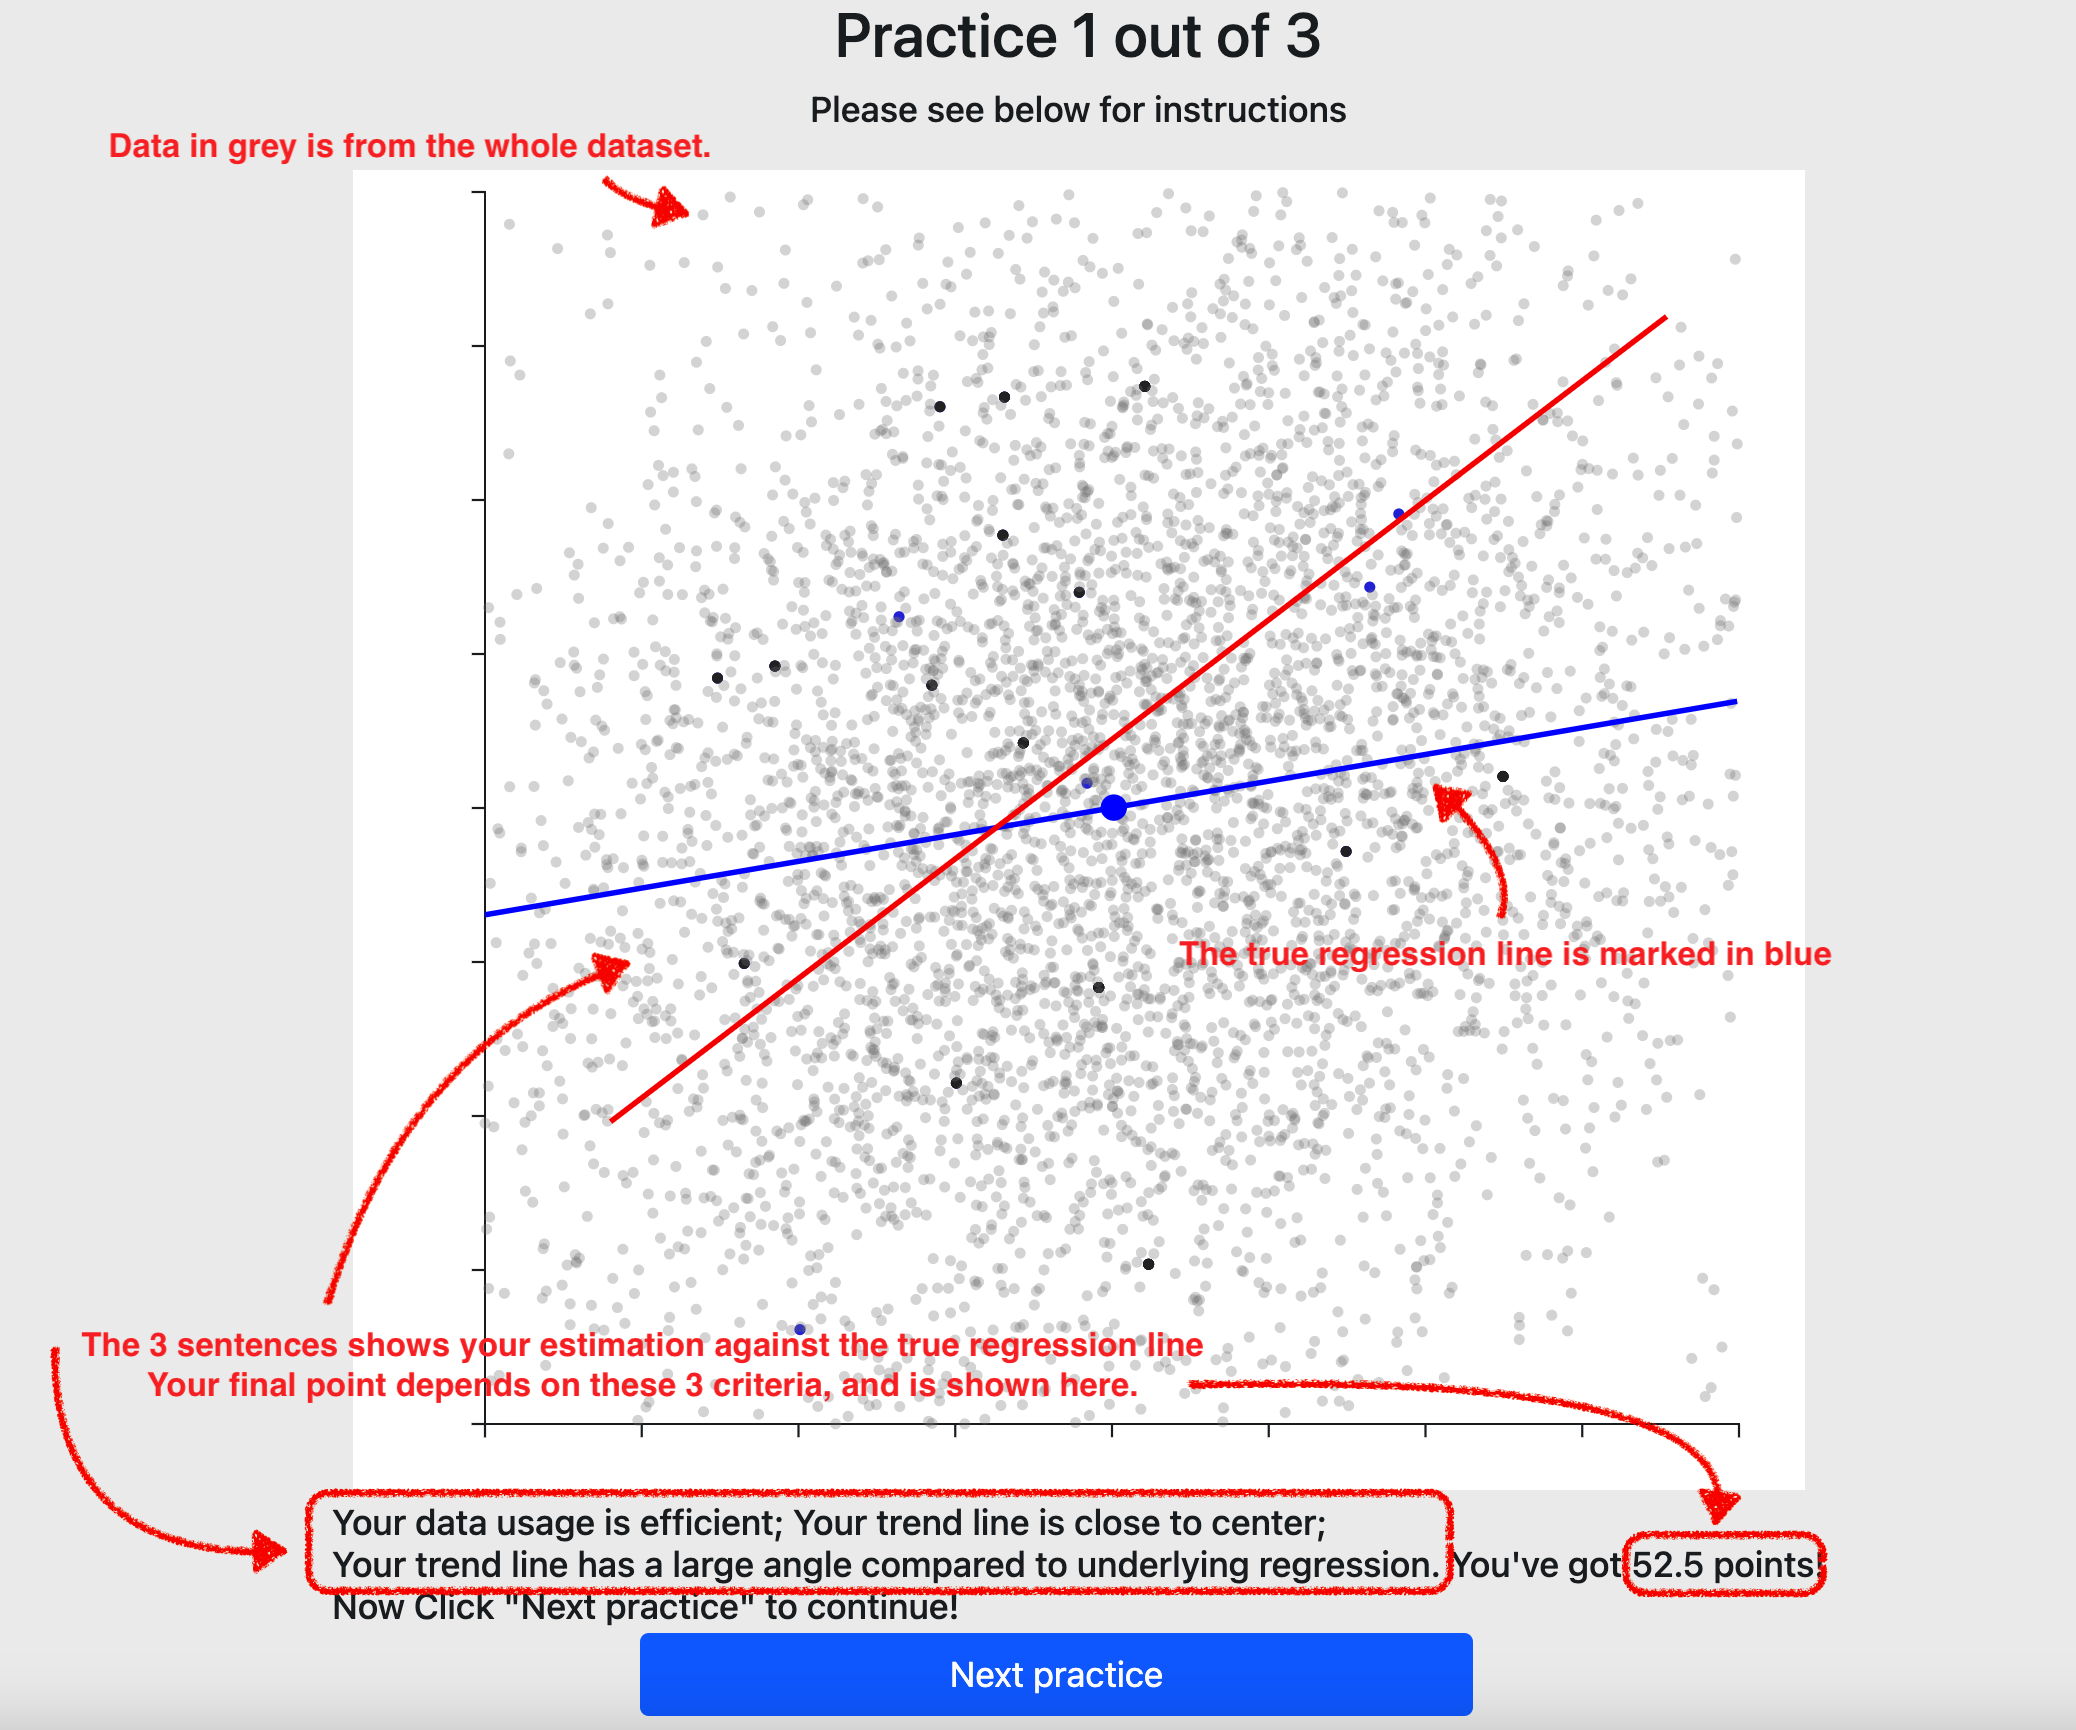 Practice 1 out of 3
Please see below for instructions
Data in grey is from the whole dataset.
The true regression line is marked in blue
The 3 sentences shows your estimation against the true regression line
Your final point depends on these 3 criteria, and is shown here.
Your data usage is efficient; Your trend line is close to center;
Your trend line has a large angle compared to underlying regression. You've got 52.5 points!
Now Click "Next practice" to continue!
Next practice